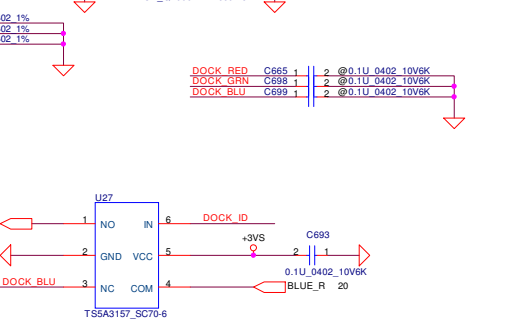 02_1%
02_1%
02_1%
DOCK_RED C665 1 2 @0.1U_0402_10V6K
DOCK_GRN C698 1 2 @0.1U_0402_10V6K
DOCK_BLU C699 1 2 @0.1U_0402_10V6K
U27
1 NO IN 6 DOCK_ID
+3VS C693
2 GND VCC 5 2 1
0.1U_0402_10V6K
DOCK_BLU 3 NC COM 4 BLUE_R 20
TS5A3157_SC70-6